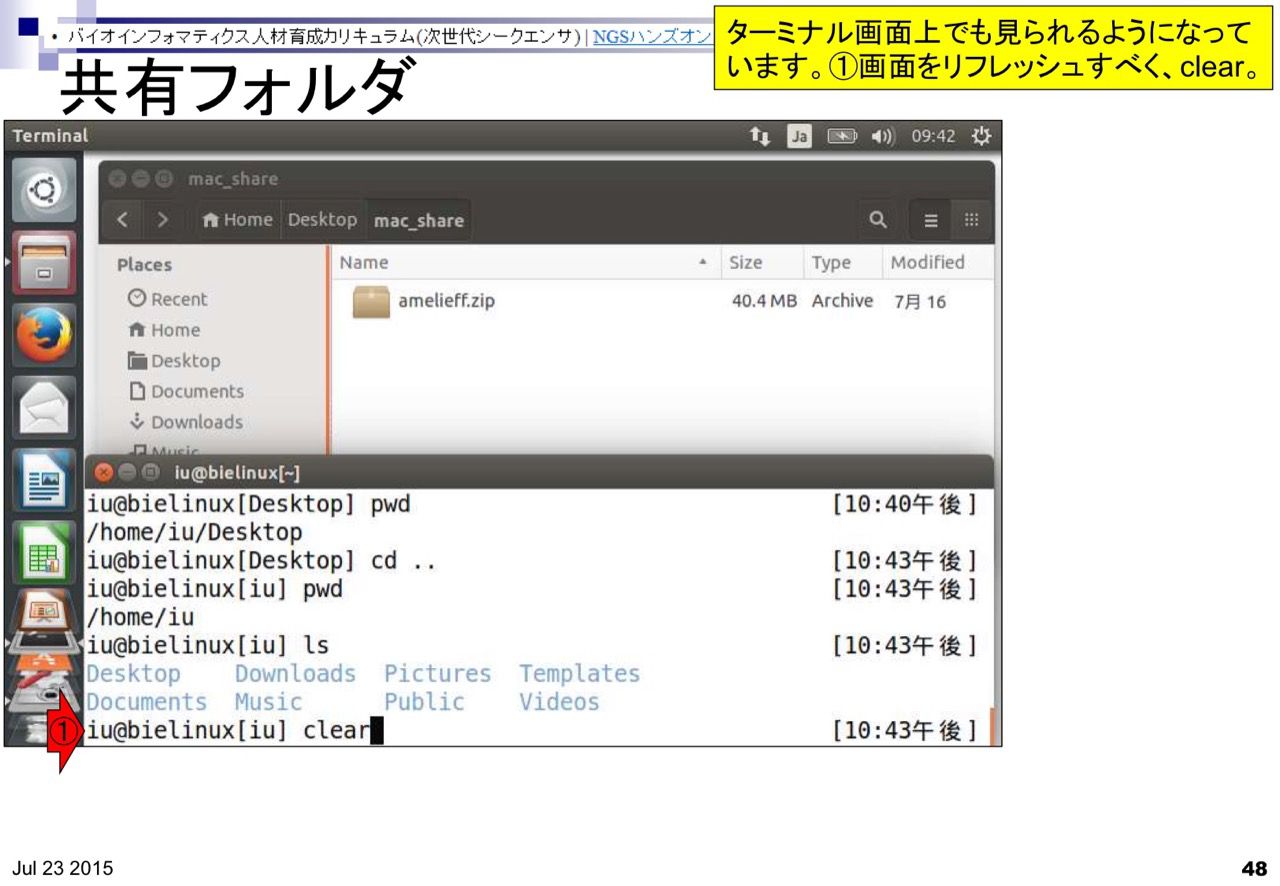 ・ バイオインフォマティクス人材育成カリキュラム(次世代シークエンサ) | NGSハンズオン
ターミナル画面上でも見られるようになって
います。①画面をリフレッシュすべく、clear。
共有フォルダ
Terminal Ja 09:42
mac_share
Home Desktop mac_share
Places
Name Size Type Modified
Recent
amelieff.zip 40.4 MB Archive 7月 16
Home
Desktop
Documents
Downloads
Music
iu@bielinux[~]
iu@bielinux[Desktop] pwd [10:40午後]
/home/iu/Desktop
iu@bielinux[Desktop] cd .. [10:43午後]
iu@bielinux[iu] pwd [10:43午後]
/home/iu
iu@bielinux[iu] ls [10:43午後]
Desktop Downloads Pictures Templates
Documents Music Public Videos
①
iu@bielinux[iu] clear [10:43午後]
Jul 23 2015
48